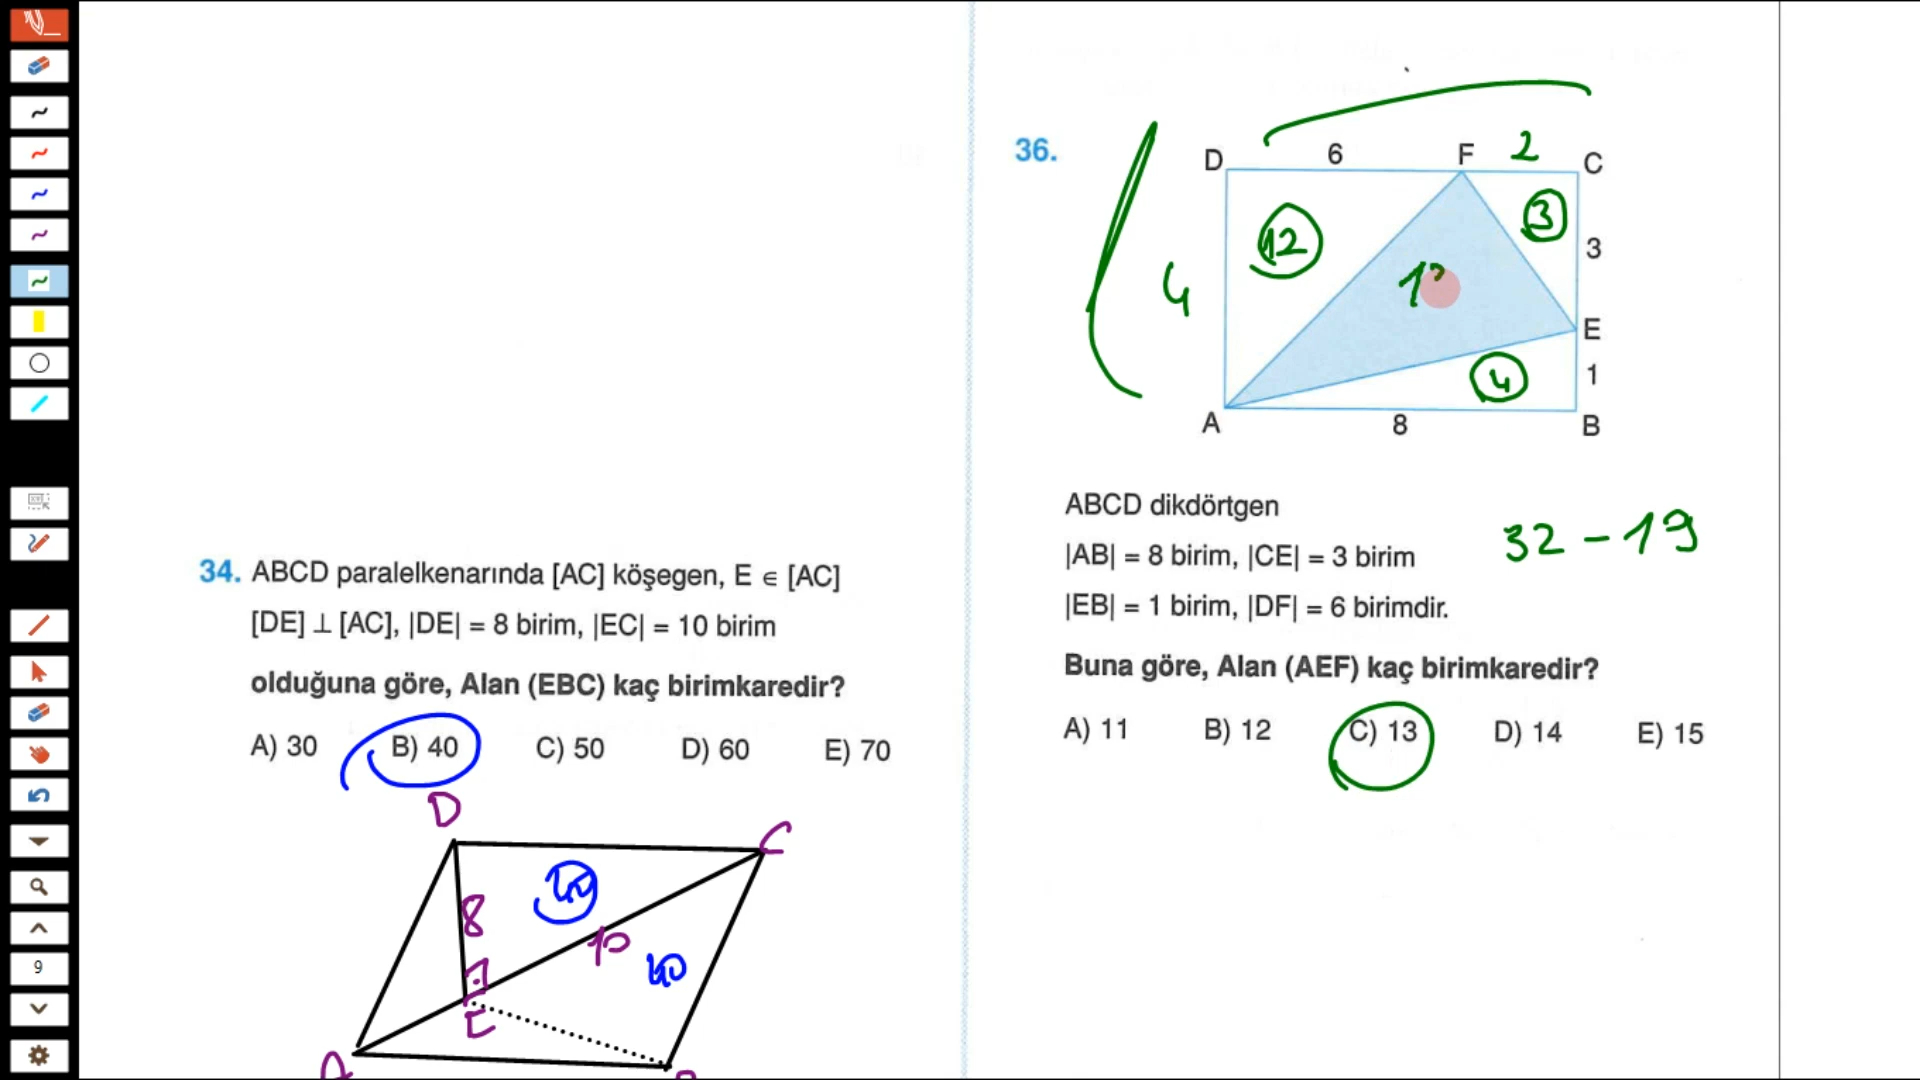 34. ABCD paralelkenarında [AC] köşegen, E ∈ [AC]
[DE] ⊥ [AC], |DE| = 8 birim, |EC| = 10 birim
olduğuna göre, Alan (EBC) kaç birimkaredir?
A) 30 B) 40 C) 50 D) 60 E) 70
D
C
40
8
10
40
E
A
36.
D 6 F 2 C
12
3
3
4
13
E
4
1
A 8 B
ABCD dikdörtgen
32 - 19
|AB| = 8 birim, |CE| = 3 birim
|EB| = 1 birim, |DF| = 6 birimdir.
Buna göre, Alan (AEF) kaç birimkaredir?
A) 11 B) 12 C) 13 D) 14 E) 15
9